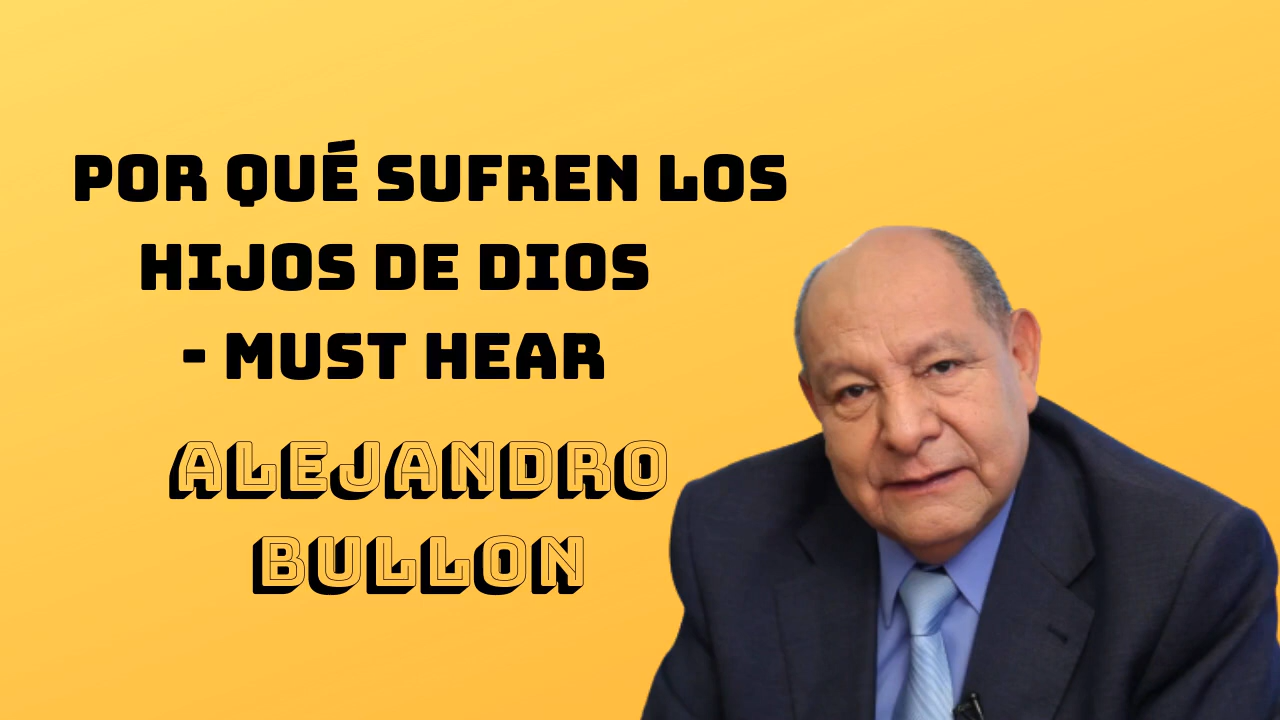 POR QUÉ SUFREN LOS
HIJOS DE DIOS
- MUST HEAR
ALEJANDRO
BULLON